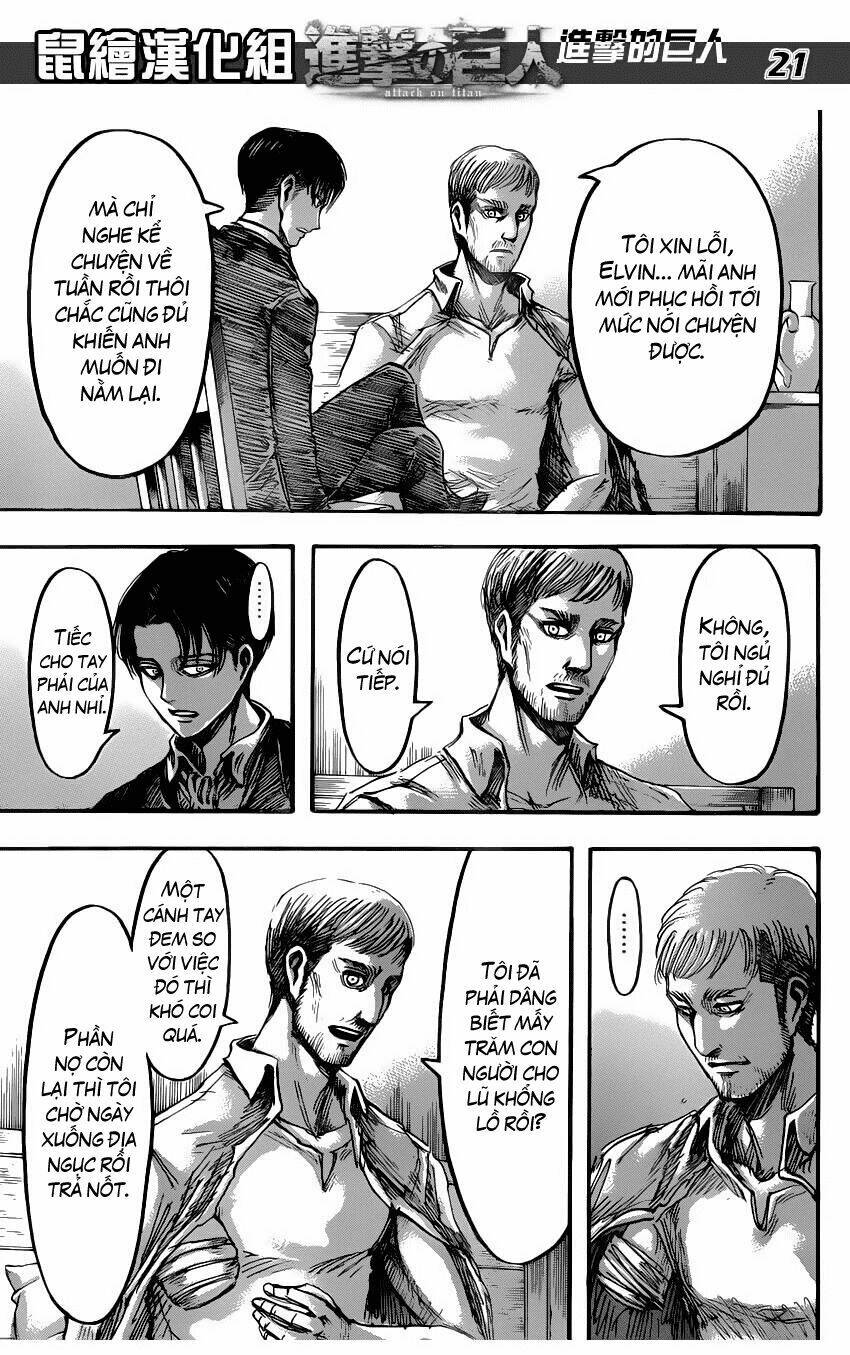 鼠繪漢化組
進撃の巨人
attack on titan
進擊的巨人
21
TÔI XIN LỖI,
ELVIN... MÃI ANH
MỚI PHỤC HỒI TỚI
MỨC NÓI CHUYỆN
ĐƯỢC.
MÀ CHỈ
NGHE KỂ
CHUYỆN VỀ
TUẦN RỒI THÔI
CHẮC CŨNG ĐỦ
KHIẾN ANH
MUỐN ĐI
NẰM LẠI.
KHÔNG,
TÔI NGỦ
NGHỈ ĐỦ
RỒI.
CỨ NÓI
TIẾP.
......
TIẾC
CHO TAY
PHẢI CỦA
ANH NHỈ.
......
TÔI ĐÃ
PHẢI DÂNG
BIẾT MẤY
TRĂM CON
NGƯỜI CHO
LŨ KHỔNG
LỒ RỒI?
MỘT
CÁNH TAY
ĐEM SO
VỚI VIỆC
ĐÓ THÌ
KHÓ COI
QUÁ.
PHẦN
NỢ CÒN
LẠI THÌ TÔI
CHỜ NGÀY
XUỐNG ĐỊA
NGỤC RỒI
TRẢ NỐT.